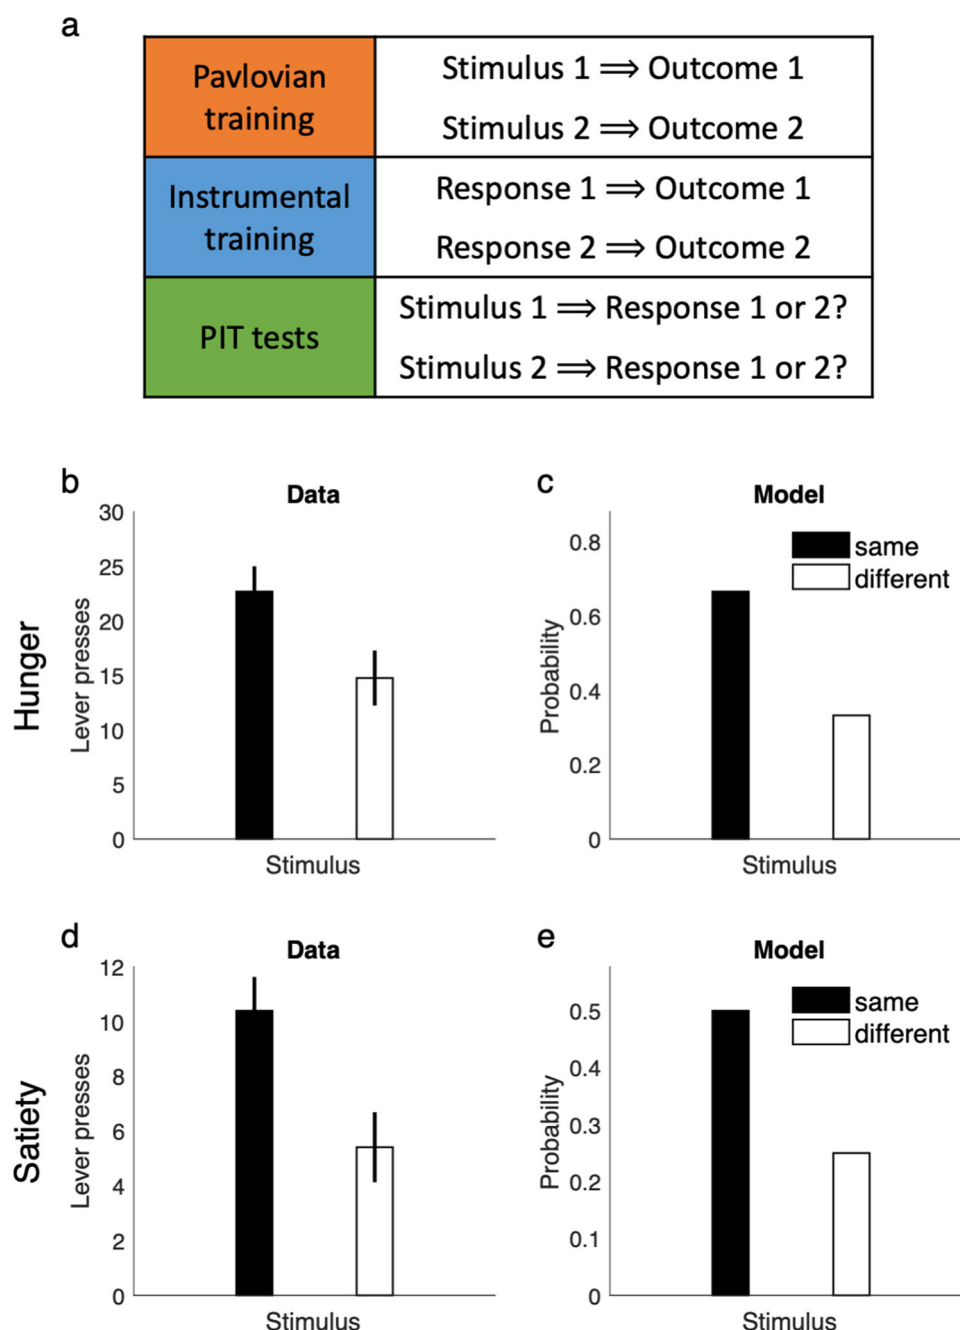 a
Pavlovian
training
Stimulus 1 ⟹ Outcome 1
Stimulus 2 ⟹ Outcome 2
Instrumental
training
Response 1 ⟹ Outcome 1
Response 2 ⟹ Outcome 2
PIT tests
Stimulus 1 ⟹ Response 1 or 2?
Stimulus 2 ⟹ Response 1 or 2?
Hunger
b
Data
Lever presses
30
25
20
15
10
5
0
Stimulus
c
Model
Probability
0.8
0.6
0.4
0.2
0
same
different
Stimulus
Satiety
d
Data
Lever presses
12
10
8
6
4
2
0
Stimulus
e
Model
Probability
0.5
0.4
0.3
0.2
0.1
0
same
different
Stimulus